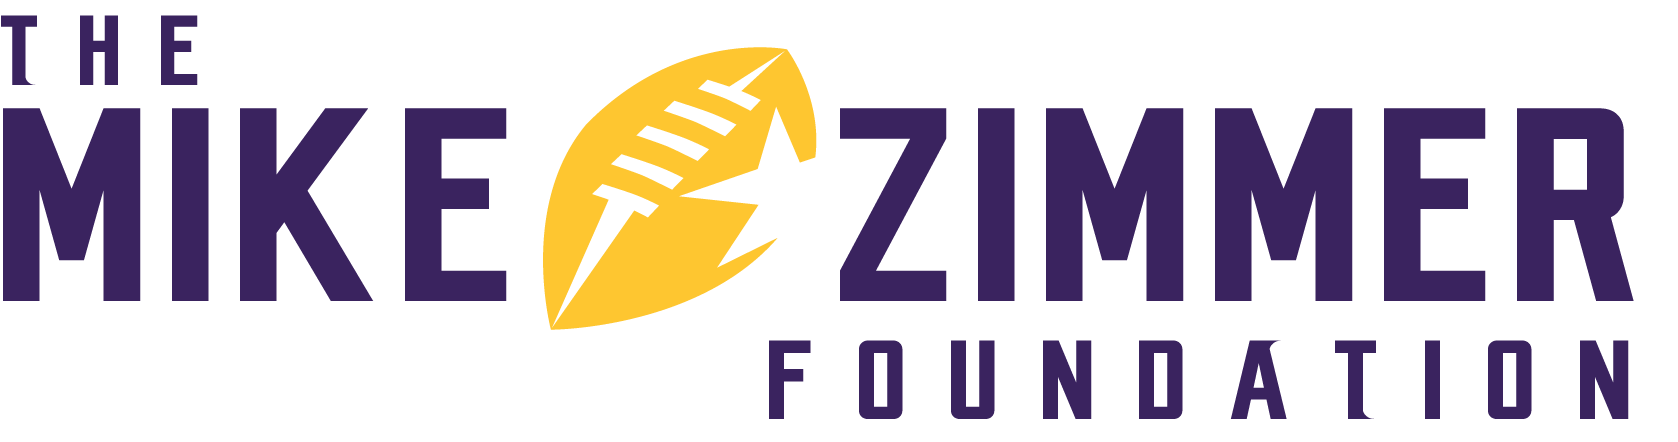 THE
MIKE ZIMMER
FOUNDATION